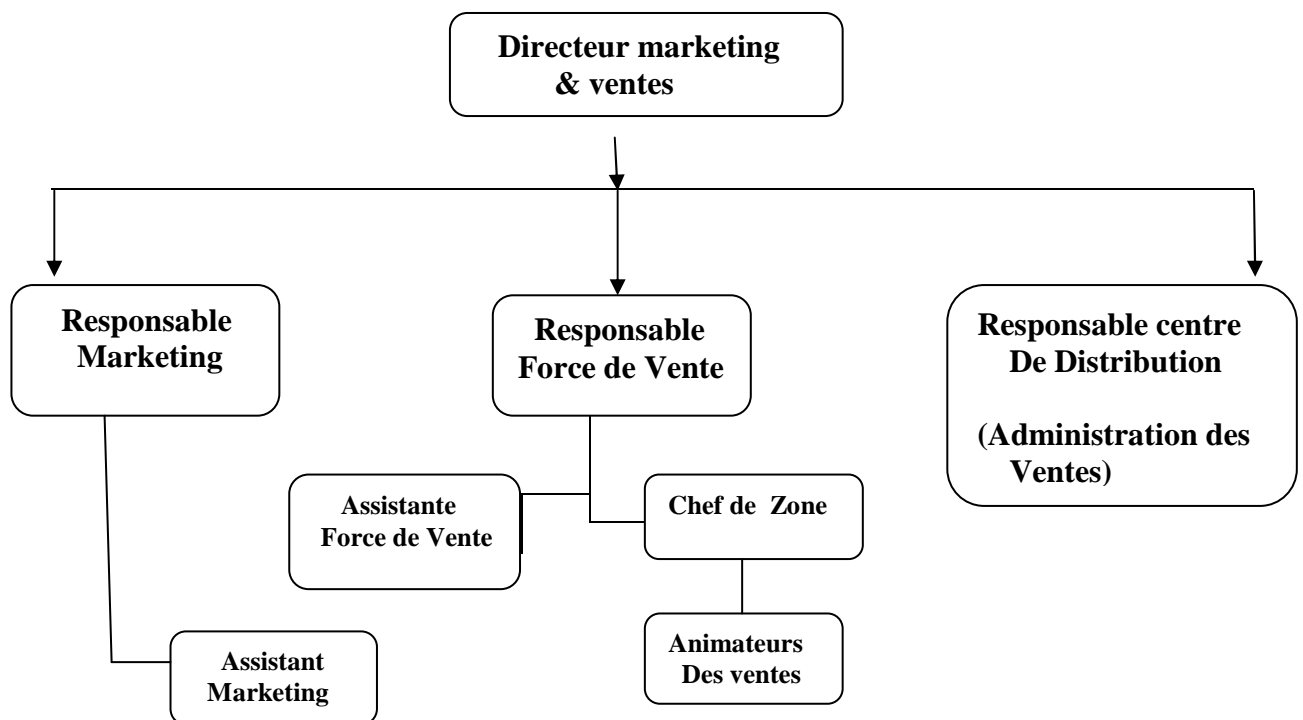 Directeur marketing
& ventes
Responsable
Marketing
Responsable
Force de Vente
Responsable centre
De Distribution
(Administration des
Ventes)
Assistante
Force de Vente
Chef de Zone
Animateurs
Des ventes
Assistant
Marketing